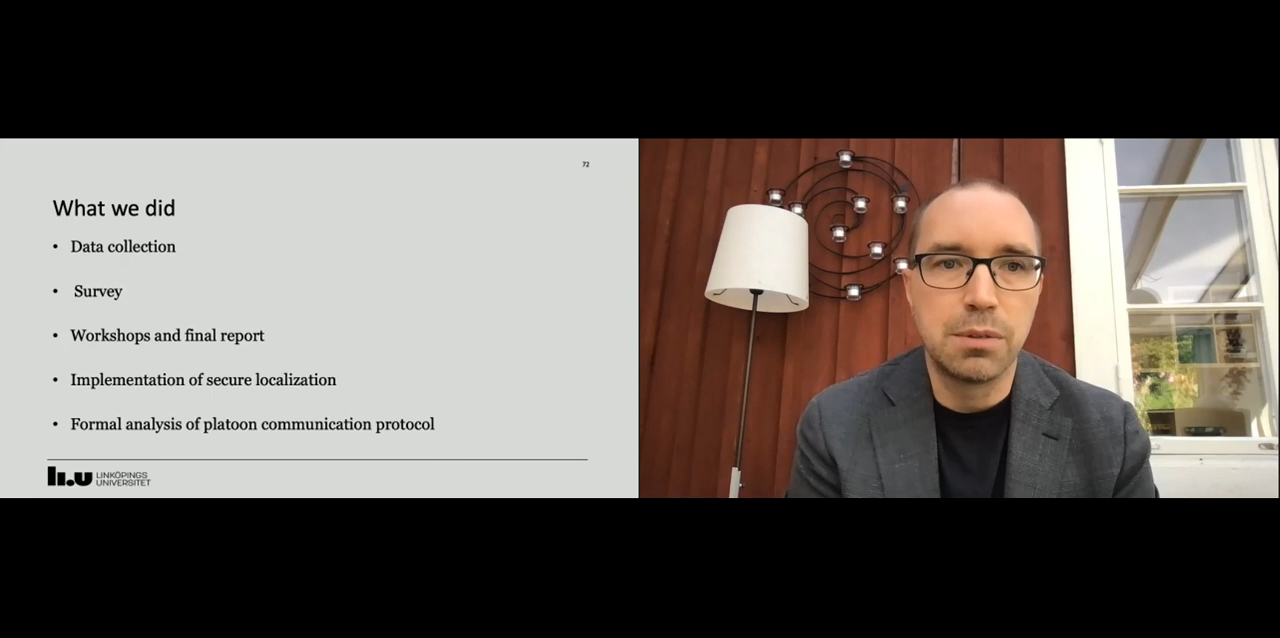 72
What we did
• Data collection
• Survey
• Workshops and final report
• Implementation of secure localization
• Formal analysis of platoon communication protocol
li.u LINKÖPINGS
UNIVERSITET